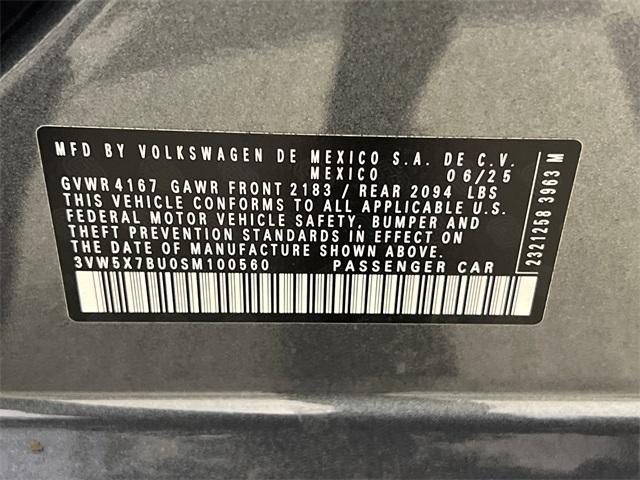 MFD BY VOLKSWAGEN DE MEXICO S.A. DE C.V.
MEXICO 06/25
GVWR 4167 GAWR FRONT 2183 / REAR 2094 LBS
THIS VEHICLE CONFORMS TO ALL APPLICABLE U.S.
FEDERAL MOTOR VEHICLE SAFETY, BUMPER AND
THEFT PREVENTION STANDARDS IN EFFECT ON
THE DATE OF MANUFACTURE SHOWN ABOVE.
3VW5X7BU0SM100560 PASSENGER CAR
2321258 3963 M